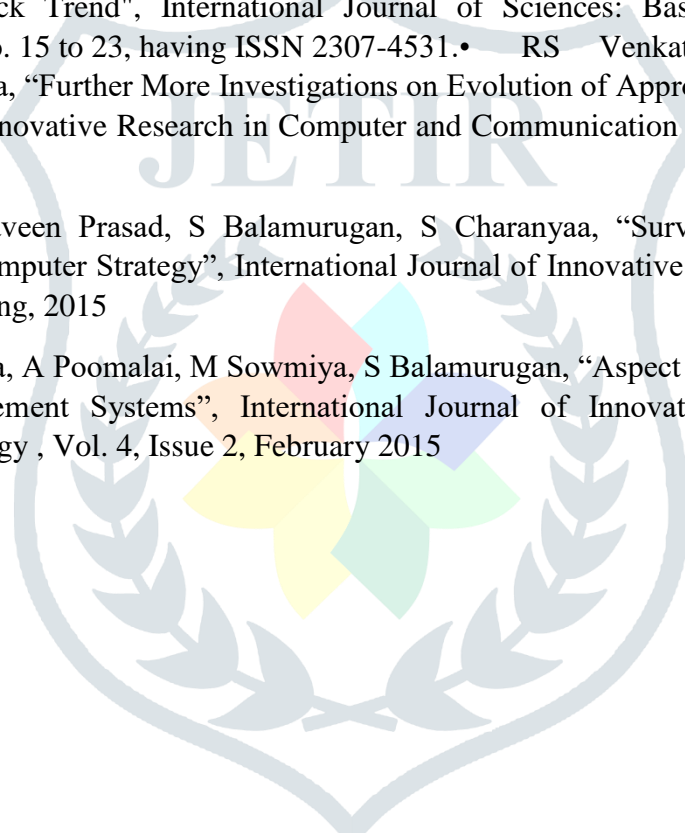 ck Trend", International Journal of Sciences: Bas
. 15 to 23, having ISSN 2307-4531.• RS Venkat
a, “Further More Investigations on Evolution of Appr
nnovative Research in Computer and Communication
JETIR
veen Prasad, S Balamurugan, S Charanyaa, “Surv
mputer Strategy”, International Journal of Innovative
ng, 2015
a, A Poomalai, M Sowmiya, S Balamurugan, “Aspect
ement Systems”, International Journal of Innovat
gy , Vol. 4, Issue 2, February 2015